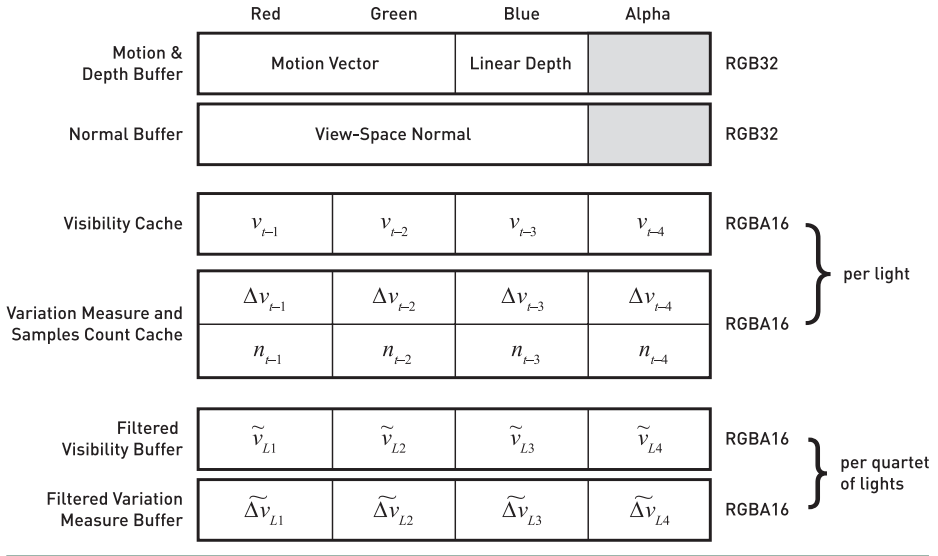 Red Green Blue Alpha
Motion &
Depth Buffer
Motion Vector Linear Depth RGB32
Normal Buffer View-Space Normal RGB32
Visibility Cache v_{t–1} v_{t–2} v_{t–3} v_{t–4} RGBA16
per light
Variation Measure and
Samples Count Cache
Δv_{t–1} Δv_{t–2} Δv_{t–3} Δv_{t–4}
RGBA16
n_{t–1} n_{t–2} n_{t–3} n_{t–4}
Filtered
Visibility Buffer
ṽ_{L1} ṽ_{L2} ṽ_{L3} ṽ_{L4} RGBA16
per quartet
of lights
Filtered Variation
Measure Buffer
Δ͠v_{L1} Δ͠v_{L2} Δ͠v_{L3} Δ͠v_{L4} RGBA16